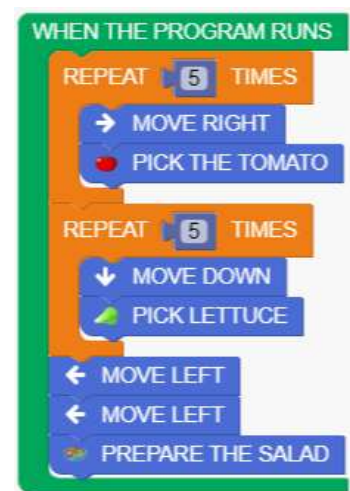 WHEN THE PROGRAM RUNS
REPEAT 5 TIMES
MOVE RIGHT
PICK THE TOMATO
REPEAT 5 TIMES
MOVE DOWN
PICK LETTUCE
MOVE LEFT
MOVE LEFT
PREPARE THE SALAD